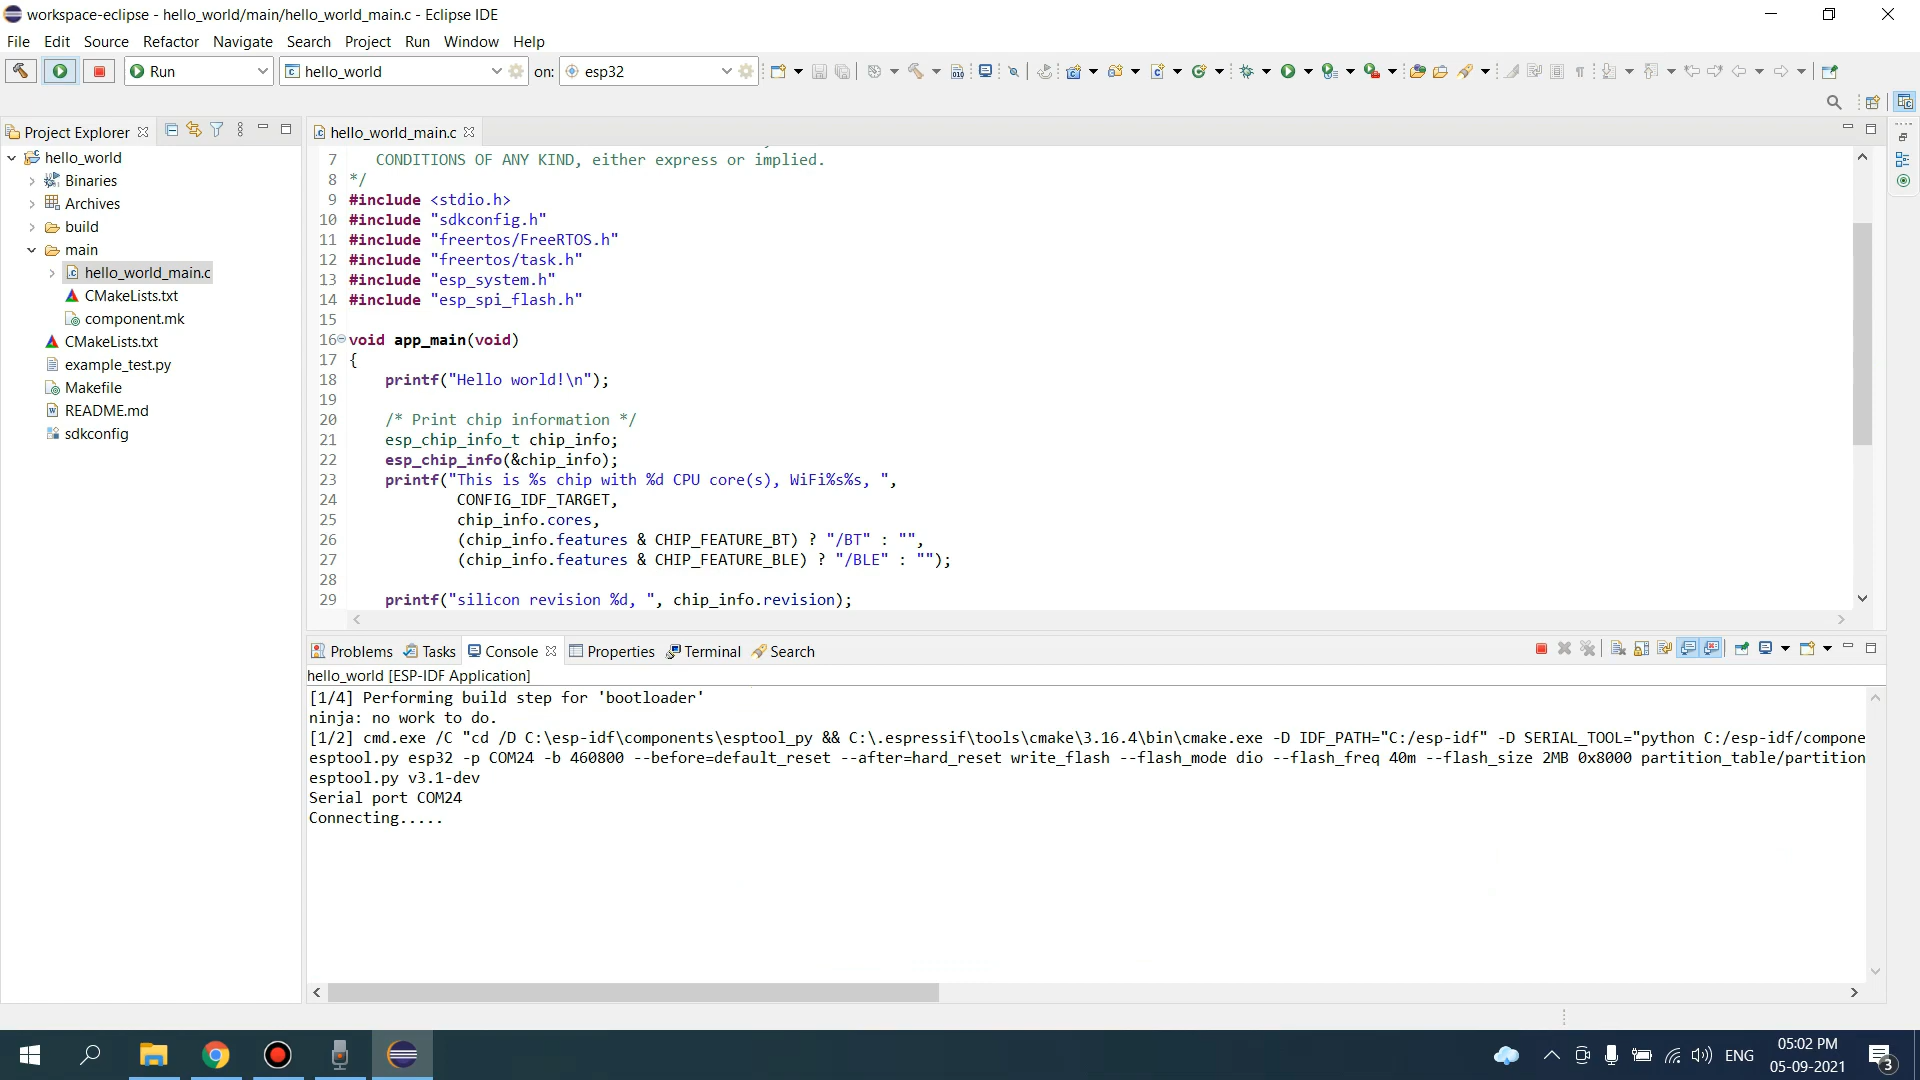 workspace-eclipse - hello_world/main/hello_world_main.c - Eclipse IDE
File Edit Source Refactor Navigate Search Project Run Window Help
Run hello_world on: esp32
Project Explorer
hello_world
Binaries
Archives
build
main
hello_world_main.c
CMakeLists.txt
component.mk
CMakeLists.txt
example_test.py
Makefile
README.md
sdkconfig
hello_world_main.c
7 CONDITIONS OF ANY KIND, either express or implied.
8 */
9 #include <stdio.h>
10 #include "sdkconfig.h"
11 #include "freertos/FreeRTOS.h"
12 #include "freertos/task.h"
13 #include "esp_system.h"
14 #include "esp_spi_flash.h"
15
16 void app_main(void)
17 {
18 printf("Hello world!\n");
19
20 /* Print chip information */
21 esp_chip_info_t chip_info;
22 esp_chip_info(&chip_info);
23 printf("This is %s chip with %d CPU core(s), WiFi%s%s, ",
24 CONFIG_IDF_TARGET,
25 chip_info.cores,
26 (chip_info.features & CHIP_FEATURE_BT) ? "/BT" : "",
27 (chip_info.features & CHIP_FEATURE_BLE) ? "/BLE" : "");
28
29 printf("silicon revision %d, ", chip_info.revision);
Problems Tasks Console Properties Terminal Search
hello_world [ESP-IDF Application]
[1/4] Performing build step for 'bootloader'
ninja: no work to do.
[1/2] cmd.exe /C "cd /D C:\esp-idf\components\esptool_py && C:\.espressif\tools\cmake\3.16.4\bin\cmake.exe -D IDF_PATH="C:/esp-idf" -D SERIAL_TOOL="python C:/esp-idf/compone
esptool.py esp32 -p COM24 -b 460800 --before=default_reset --after=hard_reset write_flash --flash_mode dio --flash_freq 40m --flash_size 2MB 0x8000 partition_table/partition
esptool.py v3.1-dev
Serial port COM24
Connecting.....
ENG
05:02 PM
05-09-2021
3